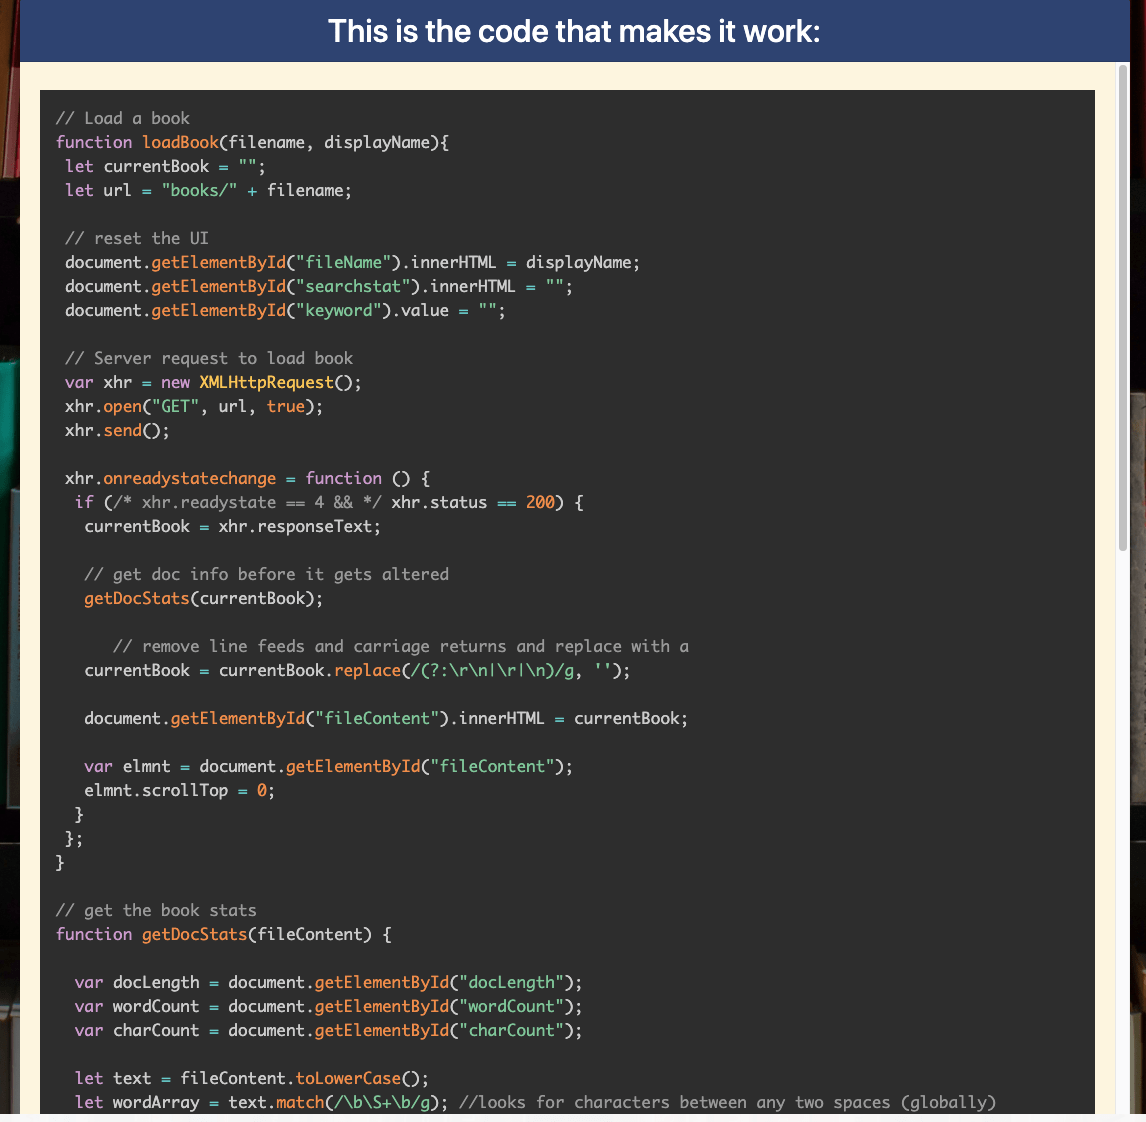 This is the code that makes it work:
// Load a book
function loadBook(filename, displayName){
let currentBook = "";
let url = "books/" + filename;
// reset the UI
document.getElementById("fileName").innerHTML = displayName;
document.getElementById("searchstat").innerHTML = "";
document.getElementById("keyword").value = "";
// Server request to load book
var xhr = new XMLHttpRequest();
xhr.open("GET", url, true);
xhr.send();
xhr.onreadystatechange = function () {
if (/* xhr.readystate == 4 && */ xhr.status == 200) {
currentBook = xhr.responseText;
// get doc info before it gets altered
getDocStats(currentBook);
// remove line feeds and carriage returns and replace with a
currentBook = currentBook.replace(/(?:\r\n|\r|\n)/g, '');
document.getElementById("fileContent").innerHTML = currentBook;
var elmnt = document.getElementById("fileContent");
elmnt.scrollTop = 0;
}
};
}
// get the book stats
function getDocStats(fileContent) {
var docLength = document.getElementById("docLength");
var wordCount = document.getElementById("wordCount");
var charCount = document.getElementById("charCount");
let text = fileContent.toLowerCase();
let wordArray = text.match(/\b\S+\b/g); //looks for characters between any two spaces (globally)